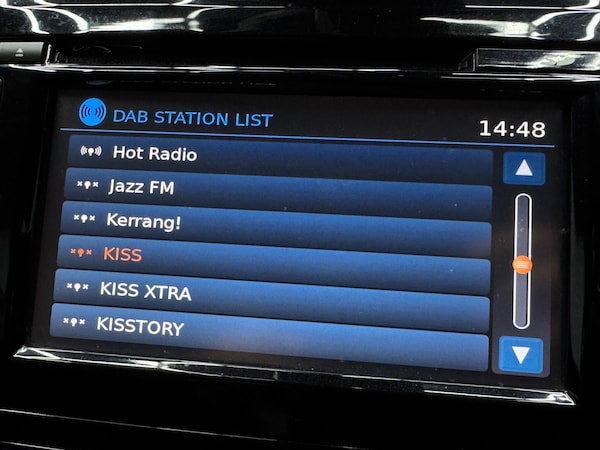 DAB STATION LIST
14:48
Hot Radio
Jazz FM
Kerrang!
KISS
KISS XTRA
KISSTORY